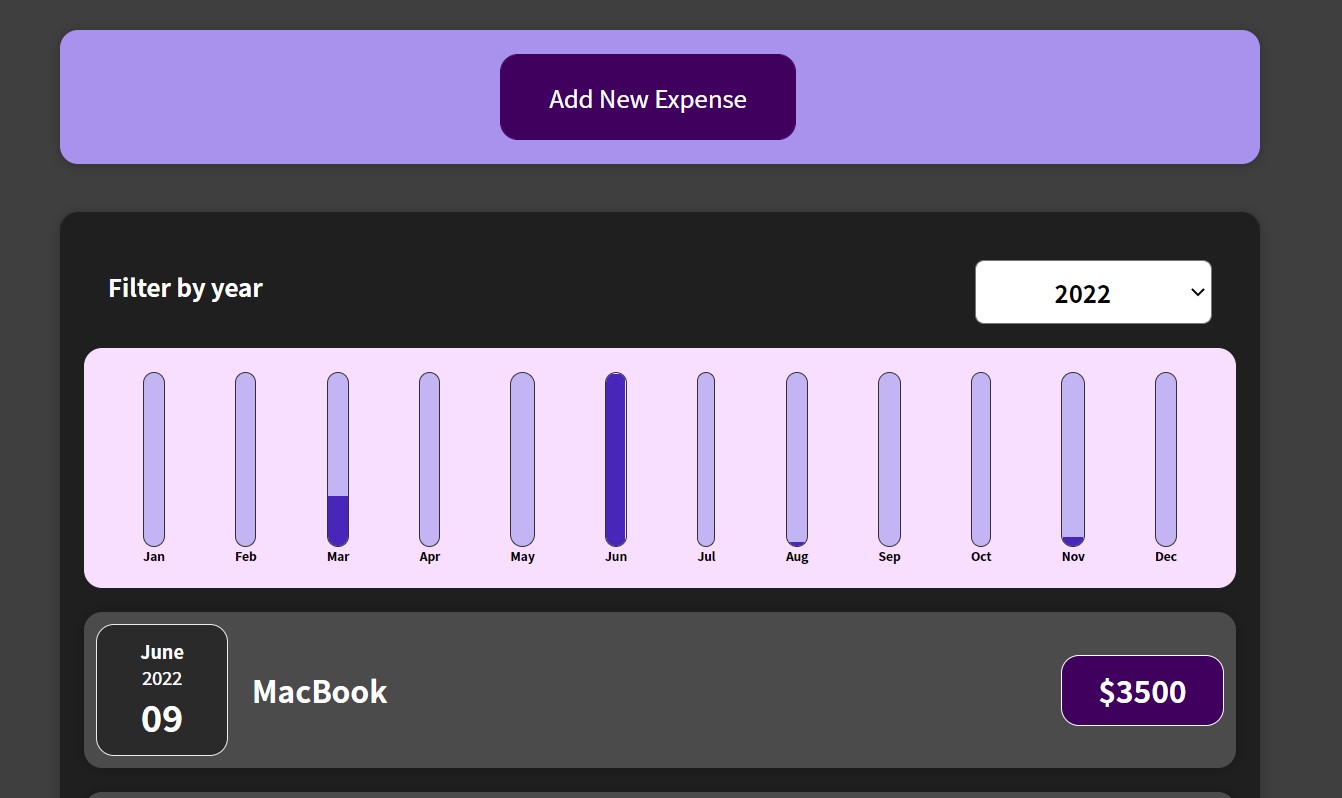 Add New Expense
Filter by year
2022
Jan Feb Mar Apr May Jun Jul Aug Sep Oct Nov Dec
June
2022
09
MacBook
$3500